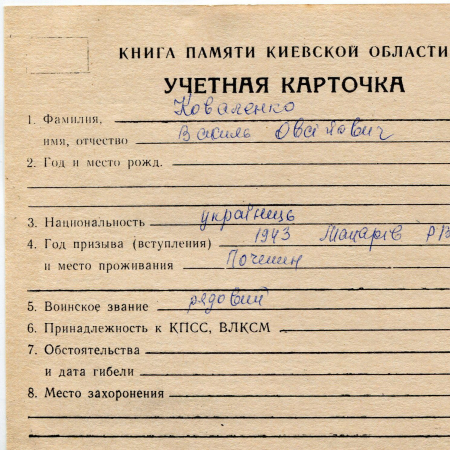 КНИГА ПАМЯТИ КИЕВСКОЙ ОБЛАСТИ
УЧЕТНАЯ КАРТОЧКА
1. Фамилия, Коваленко
имя, отчество Василь
2. Год и место рожд.
3. Национальность українець
4. Год призыва (вступления) 1943 Макарів РВ
и место проживания
5. Воинское звание рядовий
6. Принадлежность к КПСС, ВЛКСМ
7. Обстоятельства
и дата гибели
8. Место захоронения